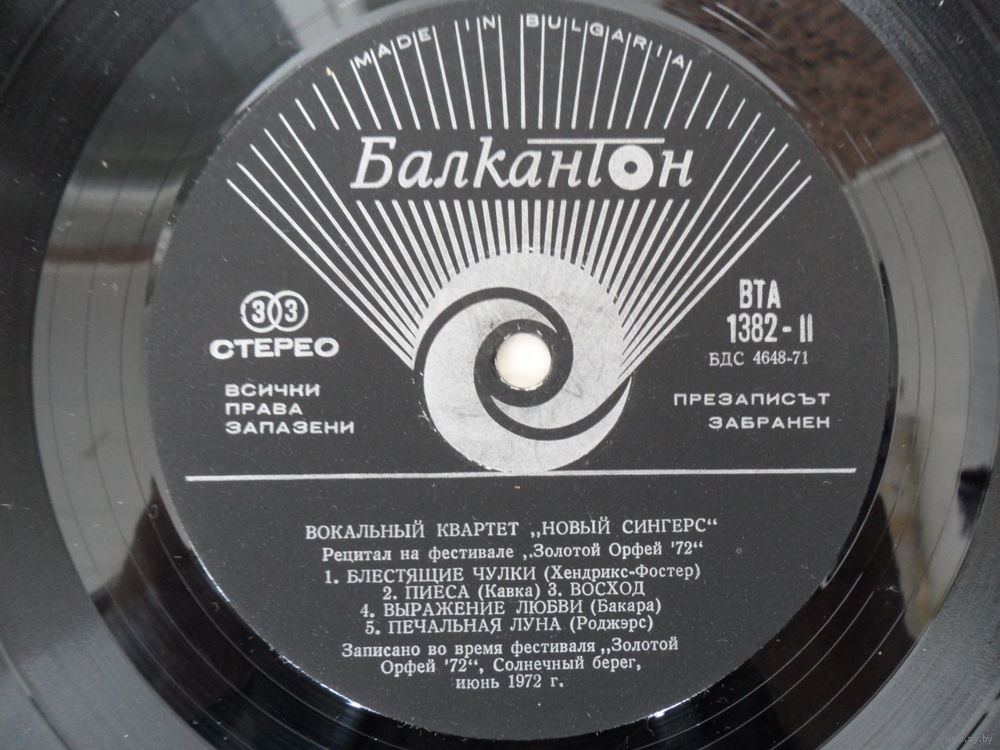 MADE IN BULGARIA
Балкантон
33
СТЕРЕО
ВСИЧКИ
ПРАВА
ЗАПАЗЕНИ
ВТА
1382-II
БДС 4648-71
ПРЕЗАПИСЪТ
ЗАБРАНЕН
ВОКАЛЬНЫЙ КВАРТЕТ „НОВЫЙ СИНГЕРС“
Рецитал на фестивале „Золотой Орфей '72“
1. БЛЕСТЯЩИЕ ЧУЛКИ (Хендрикс-Фостер)
2. ПИЕСА (Кавка) 3. ВОСХОД
4. ВЫРАЖЕНИЕ ЛЮБВИ (Бакара)
5. ПЕЧАЛЬНАЯ ЛУНА (Роджэрс)
Записано во время фестиваля „Золотой
Орфей '72“, Солнечный берег,
июнь 1972 г.